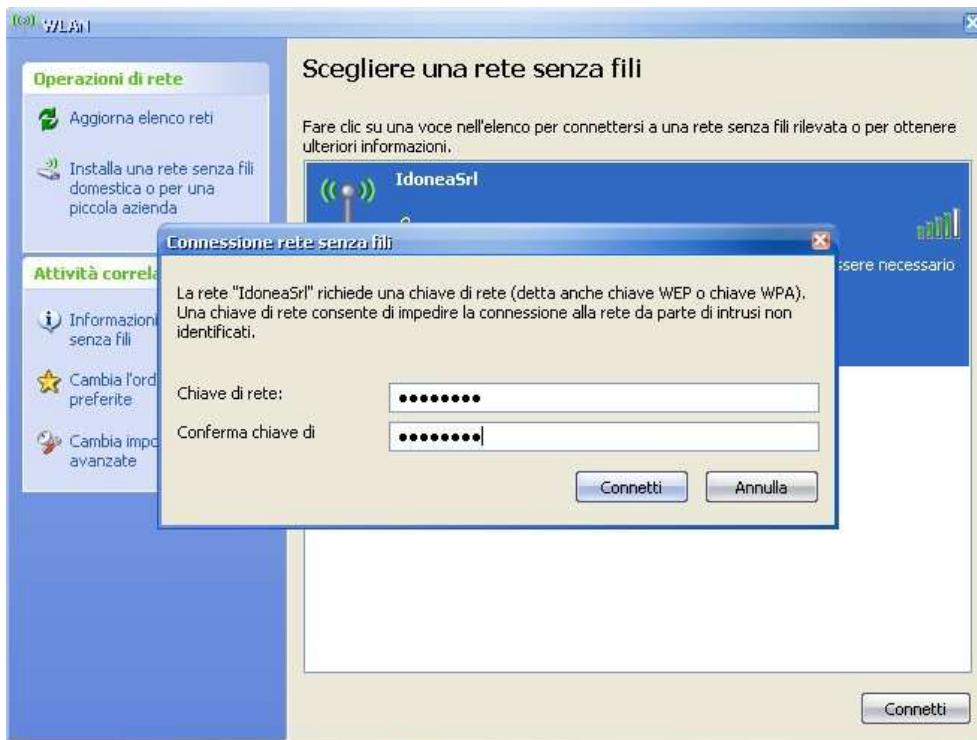 WLAN
Operazioni di rete
Aggiorna elenco reti
Installa una rete senza fili
domestica o per una
piccola azienda
Attività correla
Informazioni
senza fili
Cambia l'ord
preferite
Cambia impo
avanzate
Scegliere una rete senza fili
Fare clic su una voce nell'elenco per connettersi a una rete senza fili rilevata o per ottenere
ulteriori informazioni.
IdoneaSrl
ssere necessario
Connessione rete senza fili
La rete "IdoneaSrl" richiede una chiave di rete (detta anche chiave WEP o chiave WPA).
Una chiave di rete consente di impedire la connessione alla rete da parte di intrusi non
identificati.
Chiave di rete: ••••••••
Conferma chiave di ••••••••
Connetti Annulla
Connetti